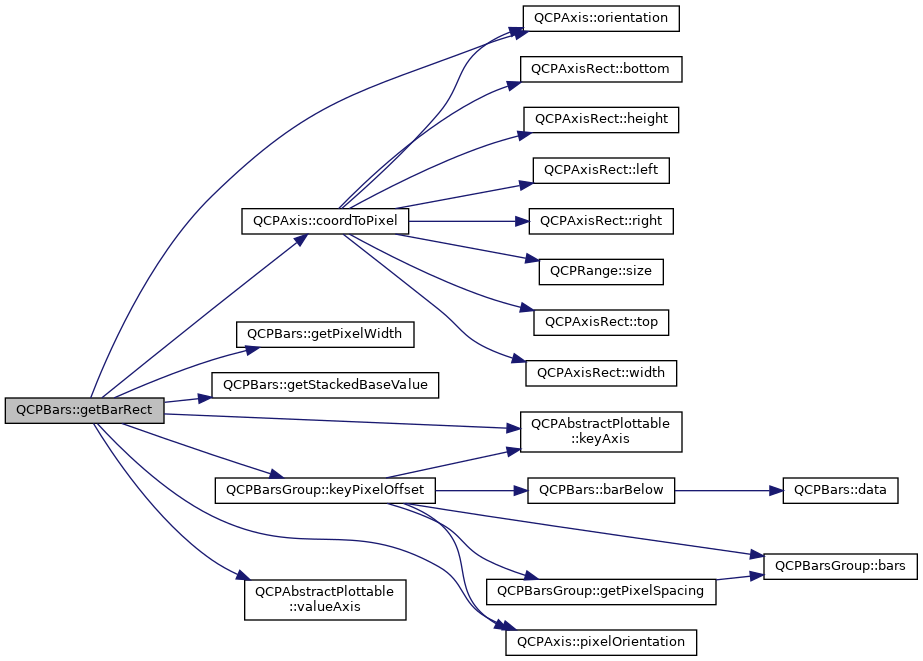 QCPAxis::orientation
QCPAxisRect::bottom
QCPAxisRect::height
QCPAxisRect::left
QCPAxis::coordToPixel
QCPAxisRect::right
QCPRange::size
QCPAxisRect::top
QCPBars::getPixelWidth
QCPAxisRect::width
QCPBars::getStackedBaseValue
QCPBars::getBarRect
QCPAbstractPlottable
::keyAxis
QCPBarsGroup::keyPixelOffset
QCPBars::barBelow
QCPBars::data
QCPBarsGroup::bars
QCPBarsGroup::getPixelSpacing
QCPAbstractPlottable
::valueAxis
QCPAxis::pixelOrientation